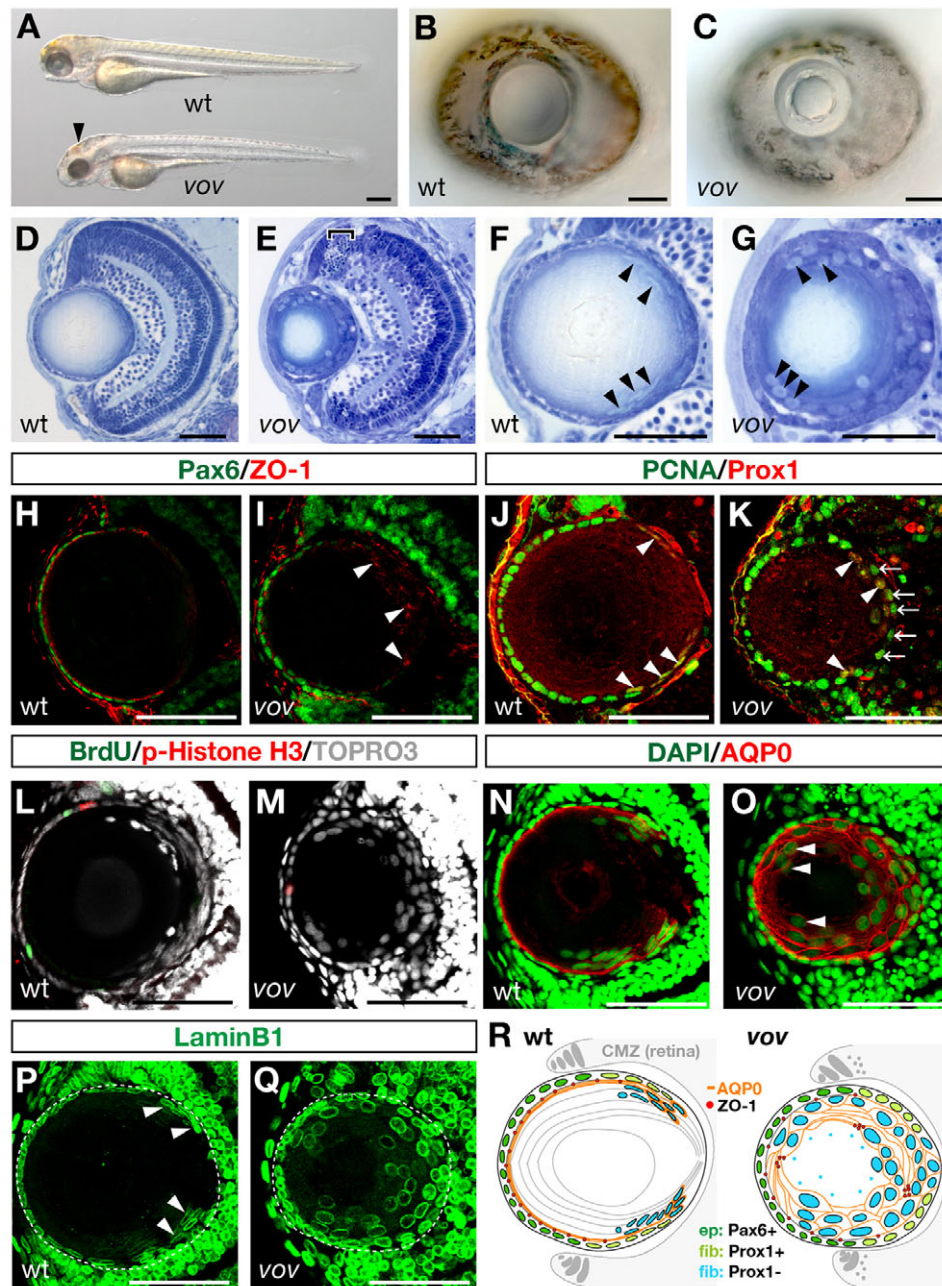 A
wt
vov
B
wt
C
vov
D
wt
E
vov
F
wt
G
vov
Pax6/ZO-1
PCNA/Prox1
H
wt
I
vov
J
wt
K
vov
BrdU/p-Histone H3/TOPRO3
DAPI/AQP0
L
wt
M
vov
N
wt
O
vov
LaminB1
P
wt
Q
vov
R wt
vov
CMZ (retina)
AQP0
ZO-1
ep: Pax6+
fib: Prox1+
fib: Prox1-